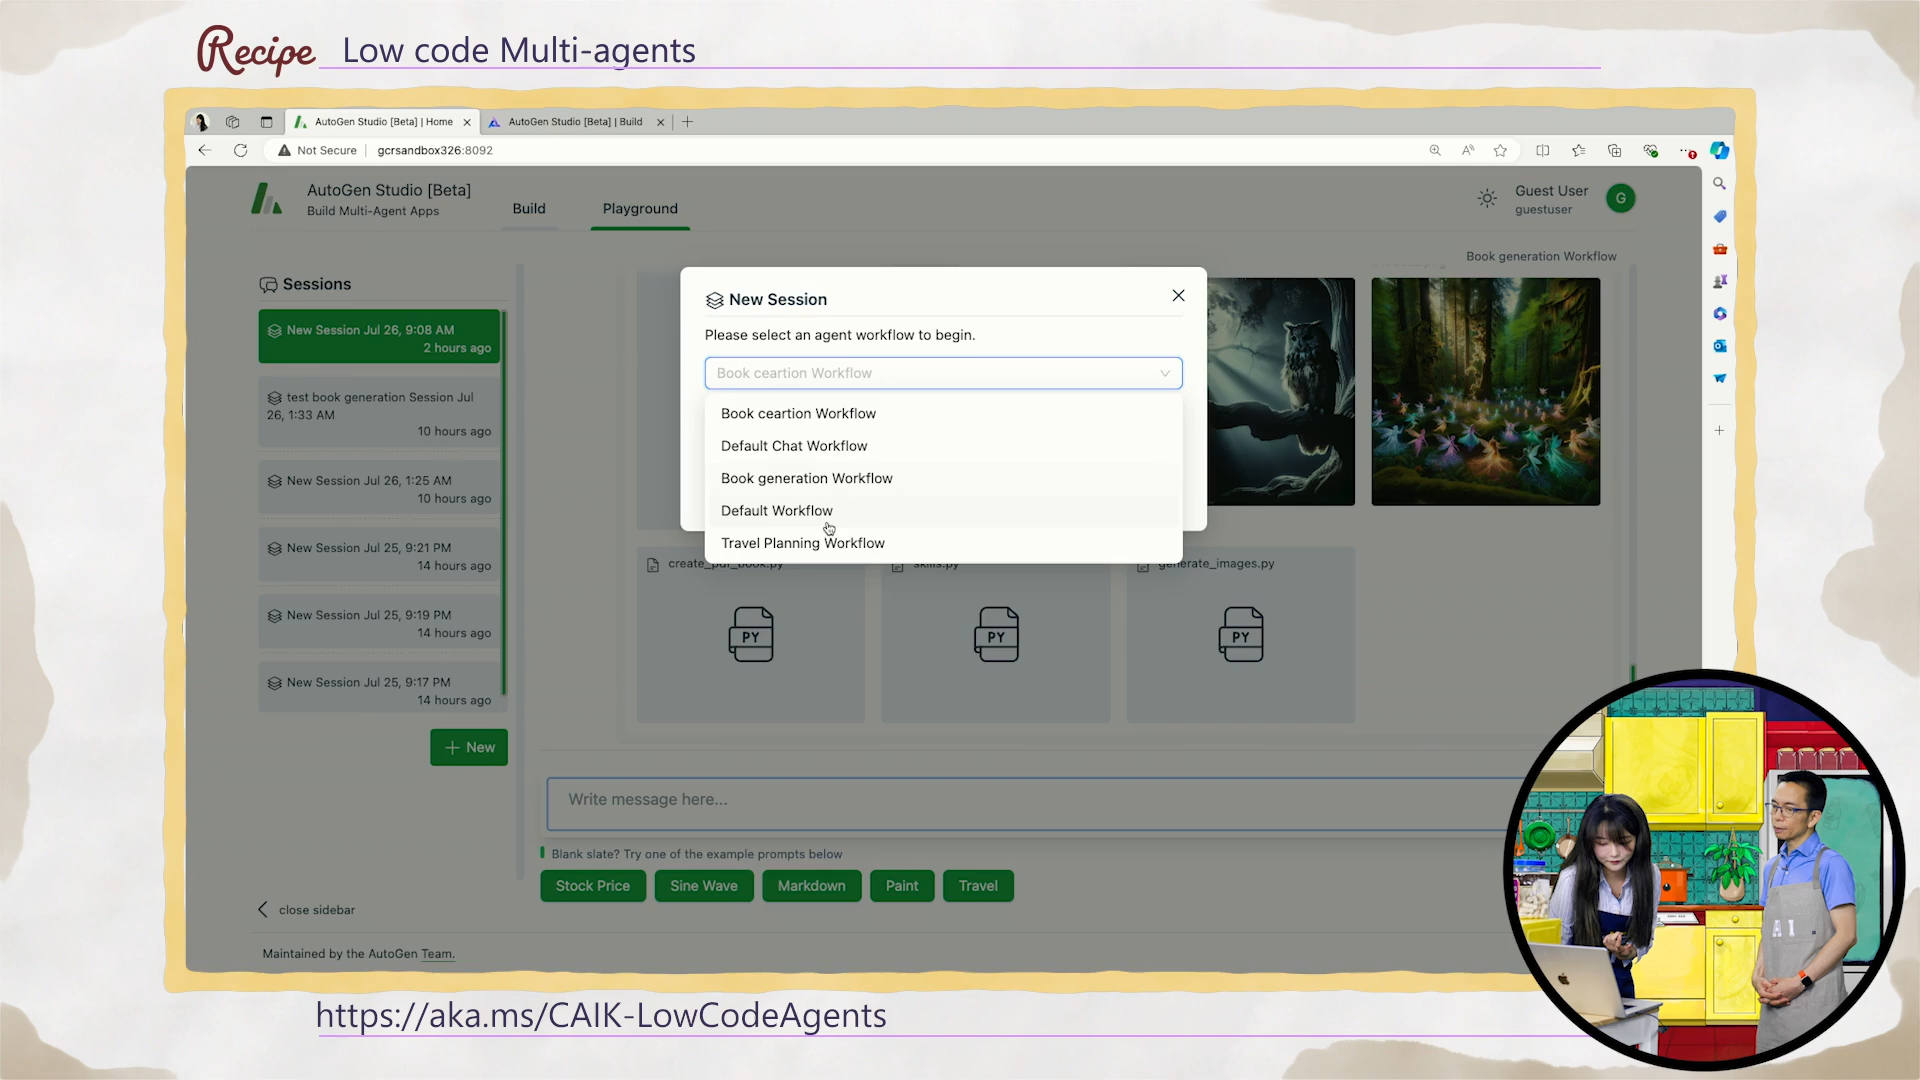 Recipe Low code Multi-agents
AutoGen Studio [Beta] | Home
AutoGen Studio [Beta] | Build
Not Secure
gcrsandbox326:8092
AutoGen Studio [Beta]
Build Multi-Agent Apps
Build
Playground
Guest User
guestuser
G
Book generation Workflow
Sessions
New Session Jul 26, 9:08 AM
2 hours ago
test book generation Session Jul
26, 1:33 AM
10 hours ago
New Session Jul 26, 1:25 AM
10 hours ago
New Session Jul 25, 9:21 PM
14 hours ago
New Session Jul 25, 9:19 PM
14 hours ago
New Session Jul 25, 9:17 PM
14 hours ago
+ New
close sidebar
Maintained by the AutoGen Team.
New Session
Please select an agent workflow to begin.
Book ceartion Workflow
Book ceartion Workflow
Default Chat Workflow
Book generation Workflow
Default Workflow
Travel Planning Workflow
create_pdf_book.py
skills.py
generate_images.py
PY
PY
PY
Write message here...
Blank slate? Try one of the example prompts below
Stock Price
Sine Wave
Markdown
Paint
Travel
AI
https://aka.ms/CAIK-LowCodeAgents